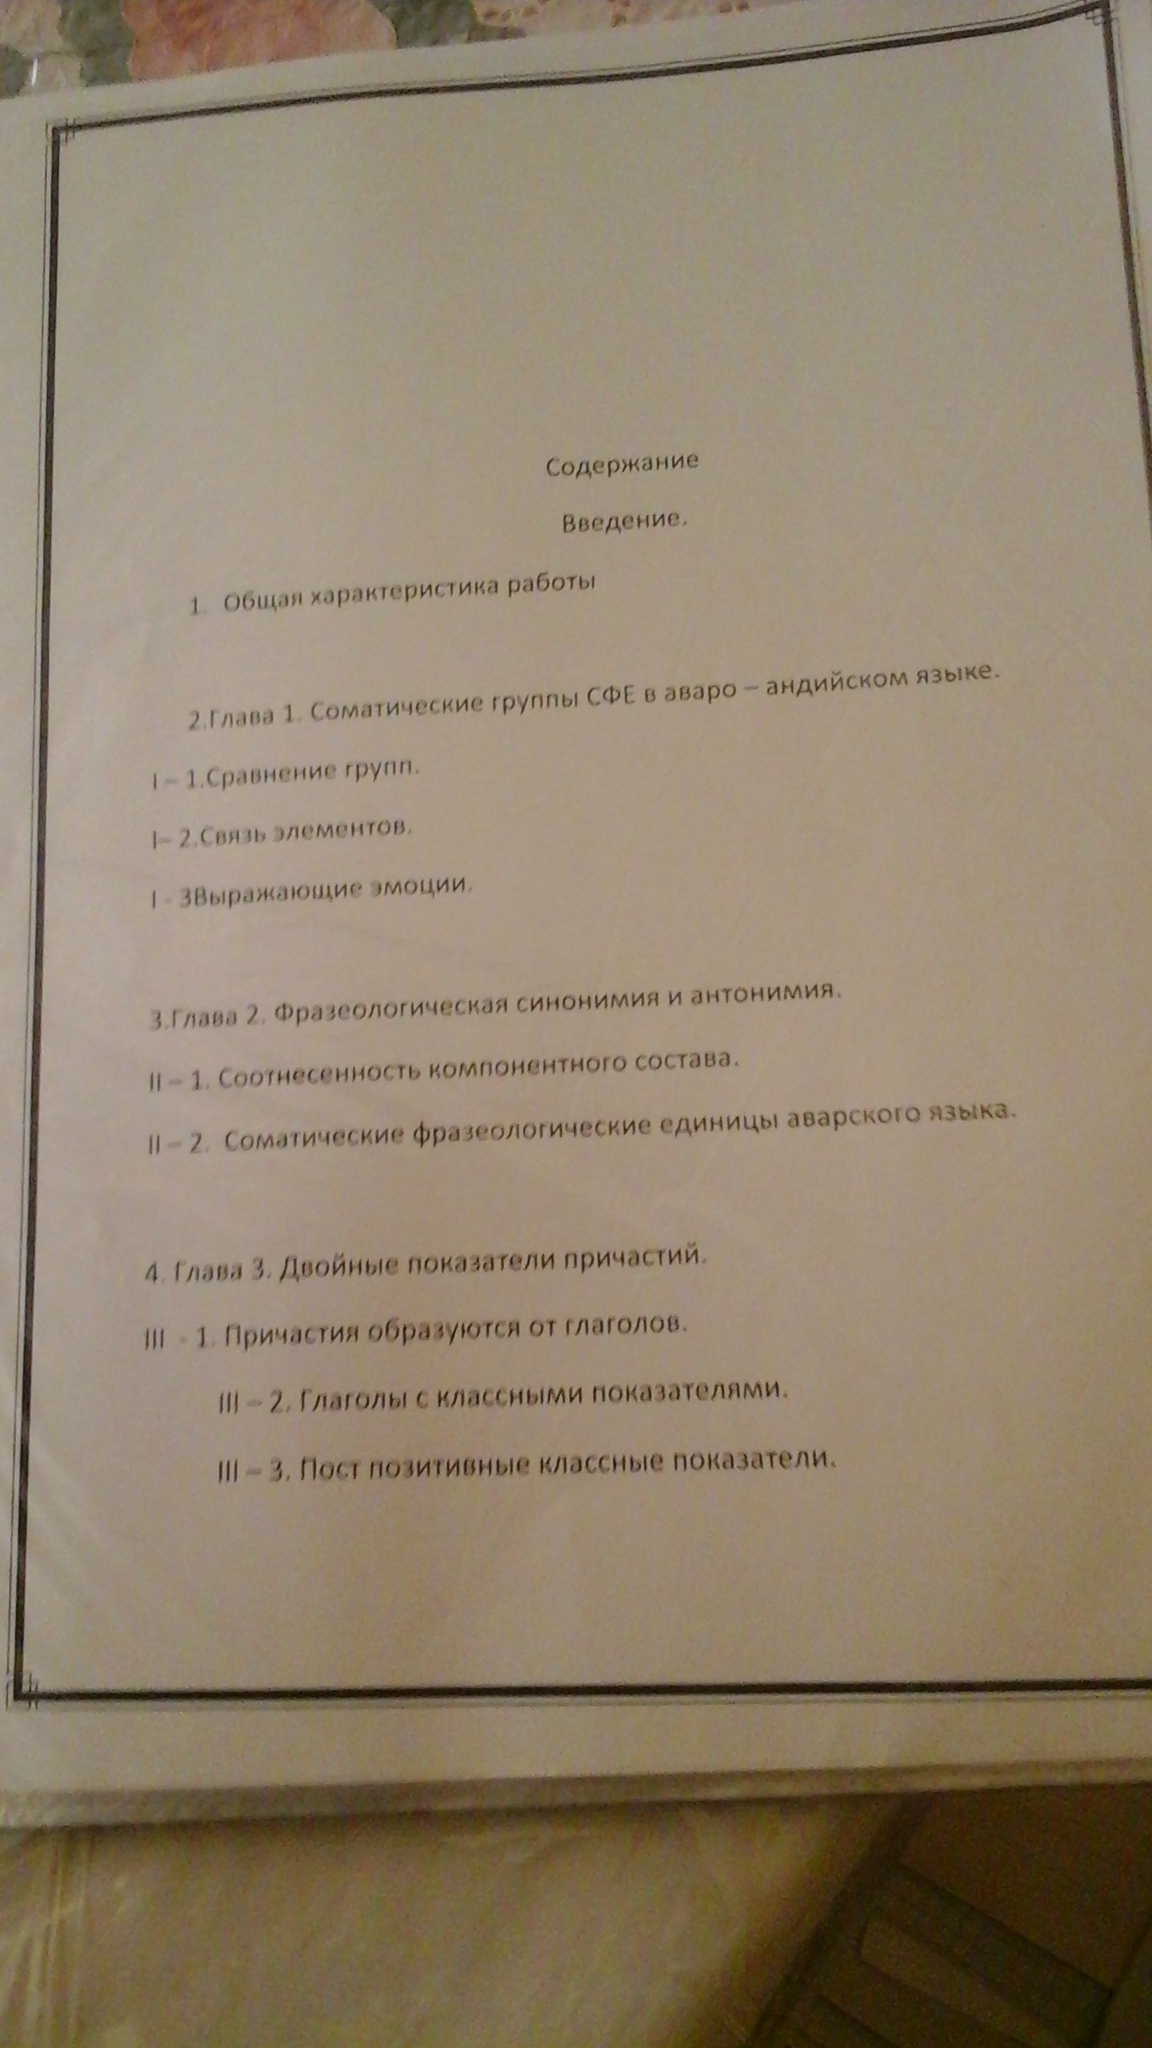 Содержание
Введение.
1. Общая характеристика работы
2.Глава 1. Соматические группы СФЕ в аваро – андийском языке.
I – 1.Сравнение групп.
I– 2.Связь элементов.
I - 3Выражающие эмоции.
3.Глава 2. Фразеологическая синонимия и антонимия.
II – 1. Соотнесенность компонентного состава.
II – 2. Соматические фразеологические единицы аварского языка.
4. Глава 3. Двойные показатели причастий.
III - 1. Причастия образуются от глаголов.
III – 2. Глаголы с классными показателями.
III – 3. Пост позитивные классные показатели.